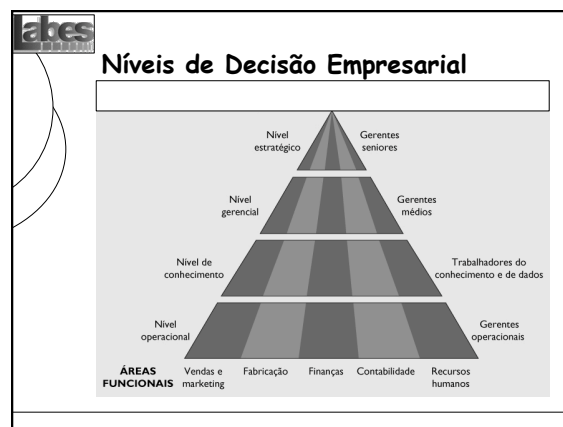 Labes
Níveis de Decisão Empresarial
Nível
estratégico
Gerentes
seniores
Nível
gerencial
Gerentes
médios
Nível de
conhecimento
Trabalhadores do
conhecimento e de dados
Nível
operacional
Gerentes
operacionais
ÁREAS
FUNCIONAIS
Vendas e
marketing
Fabricação
Finanças
Contabilidade
Recursos
humanos